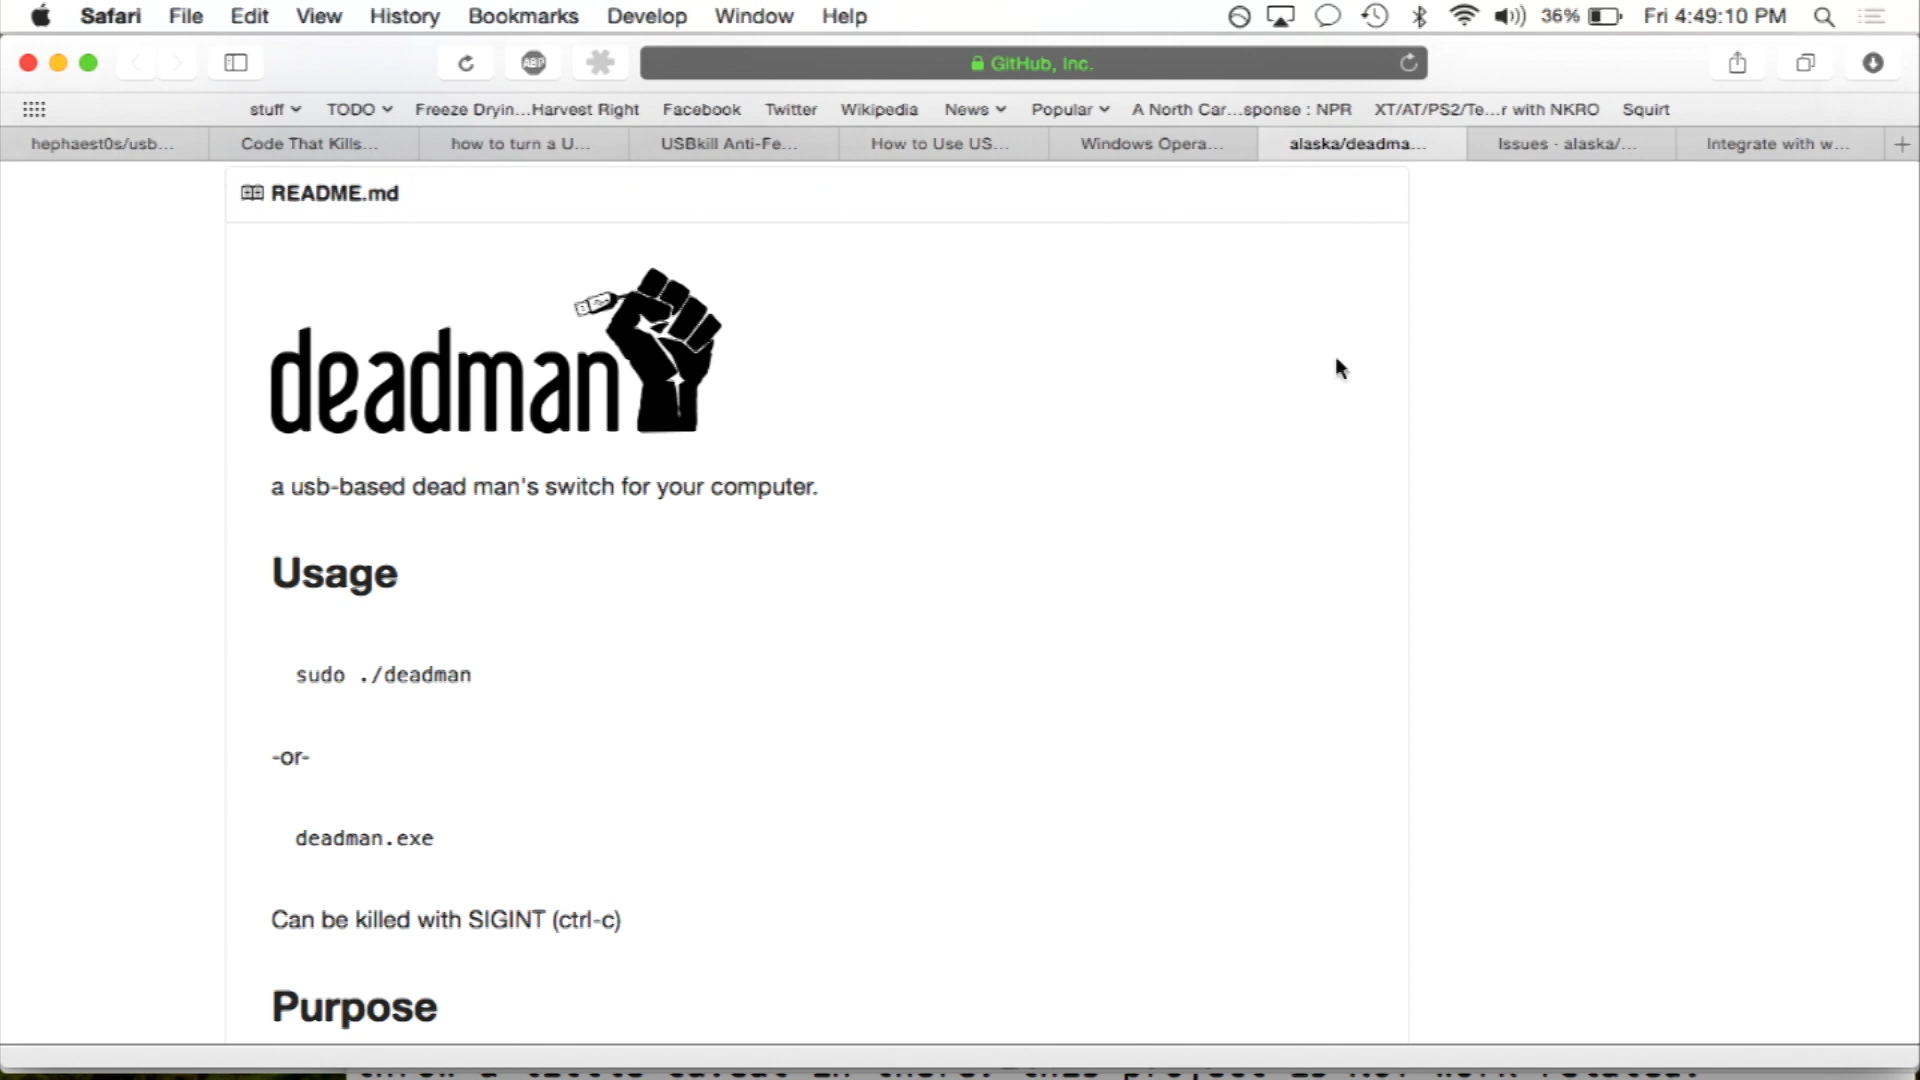 Safari File Edit View History Bookmarks Develop Window Help 36% Fri 4:49:10 PM
ABP GitHub, Inc.
stuff TODO Freeze Dryin...Harvest Right Facebook Twitter Wikipedia News Popular A North Car...sponse : NPR XT/AT/PS2/Te...r with NKRO Squirt
hephaest0s/usb... Code That Kills... how to turn a U... USBkill Anti-Fe... How to Use US... Windows Opera... alaska/deadma... Issues · alaska/... Integrate with w...
README.md
deadman
a usb-based dead man's switch for your computer.
Usage
sudo ./deadman
-or-
deadman.exe
Can be killed with SIGINT (ctrl-c)
Purpose